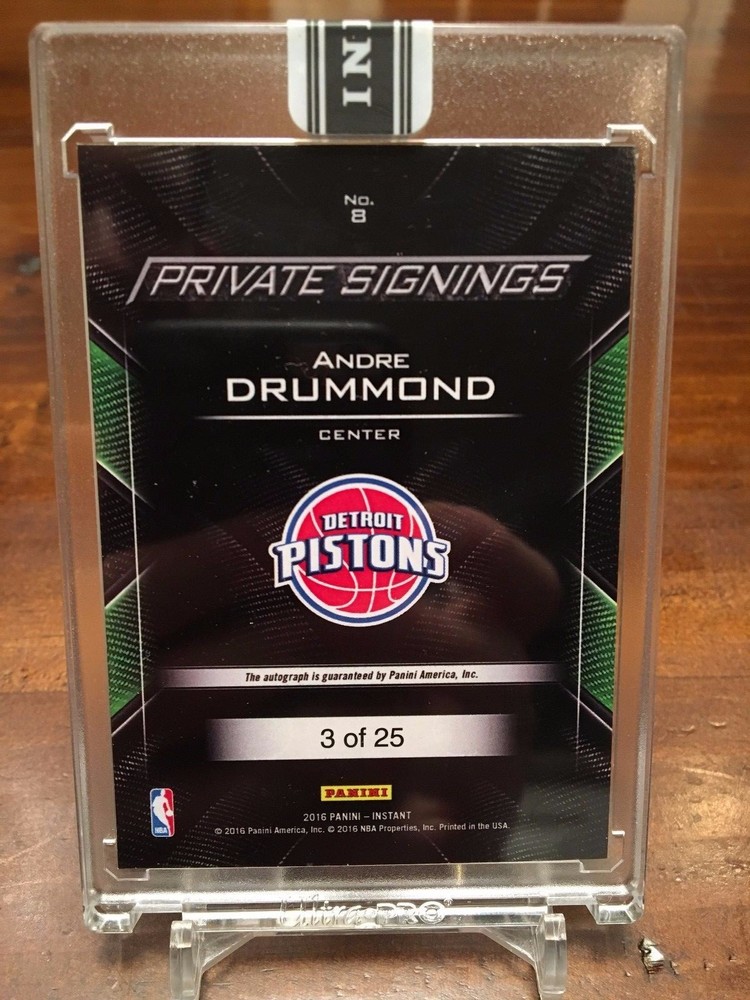 INI
No.
8
PRIVATE SIGNINGS
ANDRE
DRUMMOND
CENTER
DETROIT
PISTONS
The autograph is guaranteed by Panini America, Inc.
3 of 25
PANINI
NBA
2016 PANINI – INSTANT
© 2016 Panini America, Inc. © 2016 NBA Properties, Inc. Printed in the USA.
Ultra PRO®